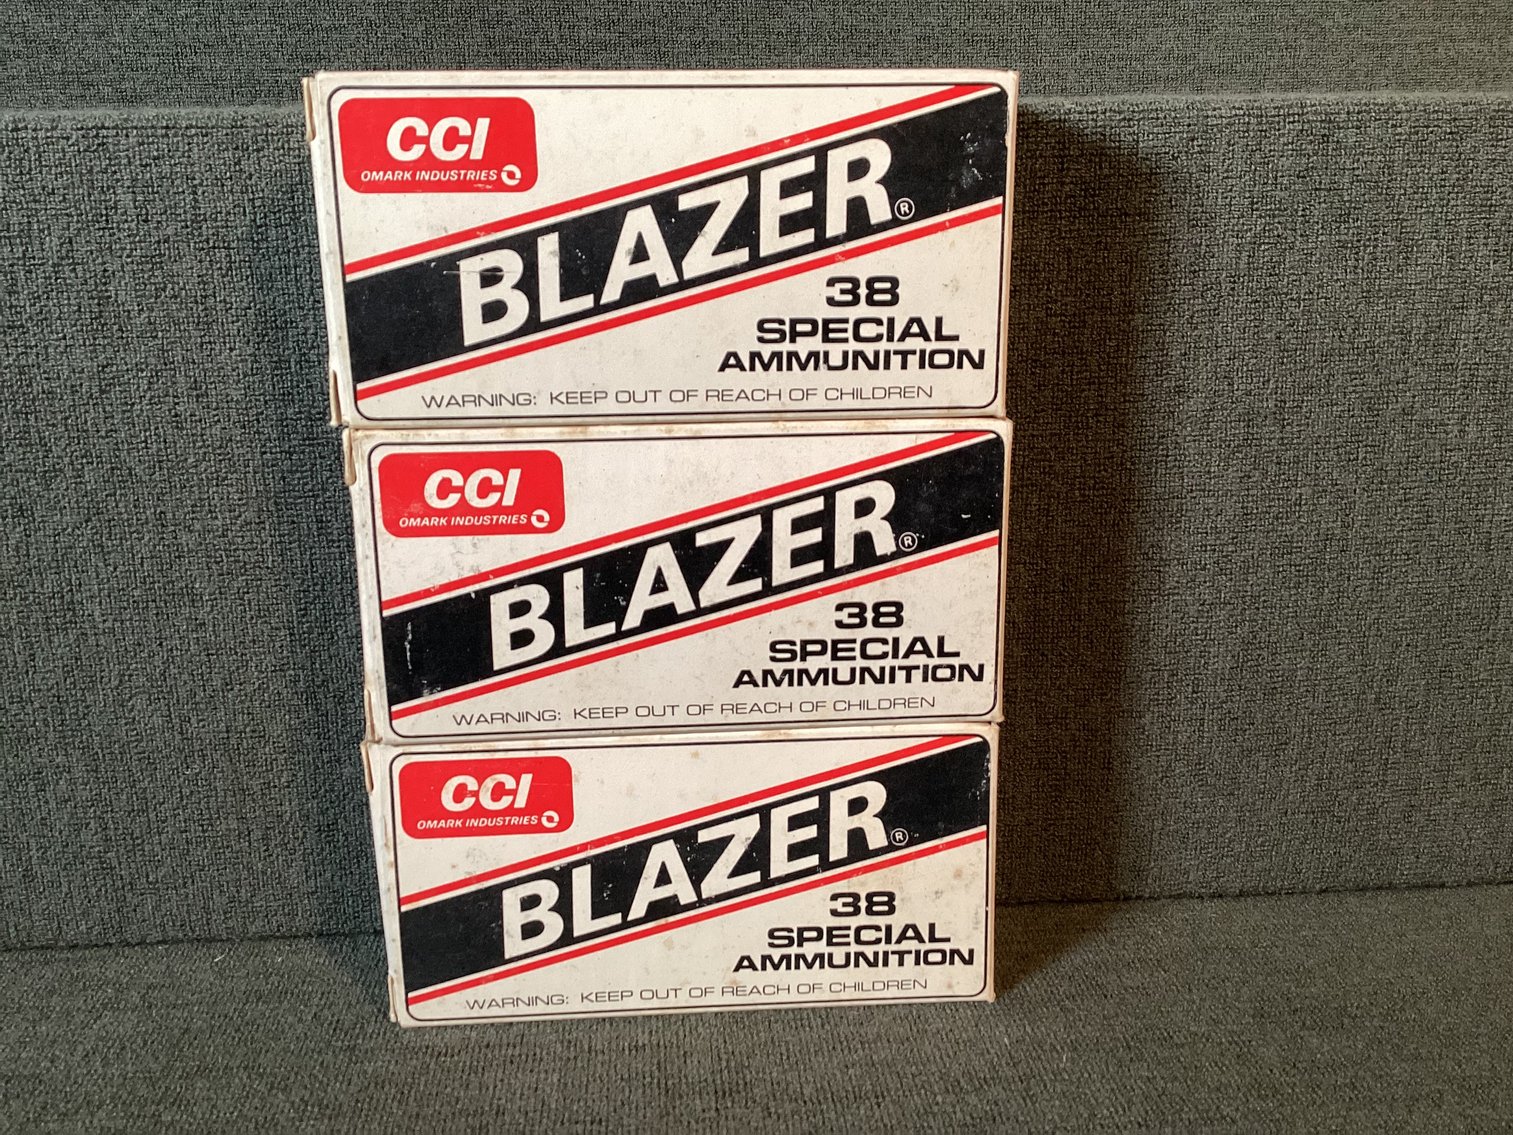 CCI
OMARK INDUSTRIES
BLAZER®
38
SPECIAL
AMMUNITION
WARNING: KEEP OUT OF REACH OF CHILDREN
CCI
OMARK INDUSTRIES
BLAZER®
38
SPECIAL
AMMUNITION
WARNING: KEEP OUT OF REACH OF CHILDREN
CCI
OMARK INDUSTRIES
BLAZER®
38
SPECIAL
AMMUNITION
WARNING: KEEP OUT OF REACH OF CHILDREN